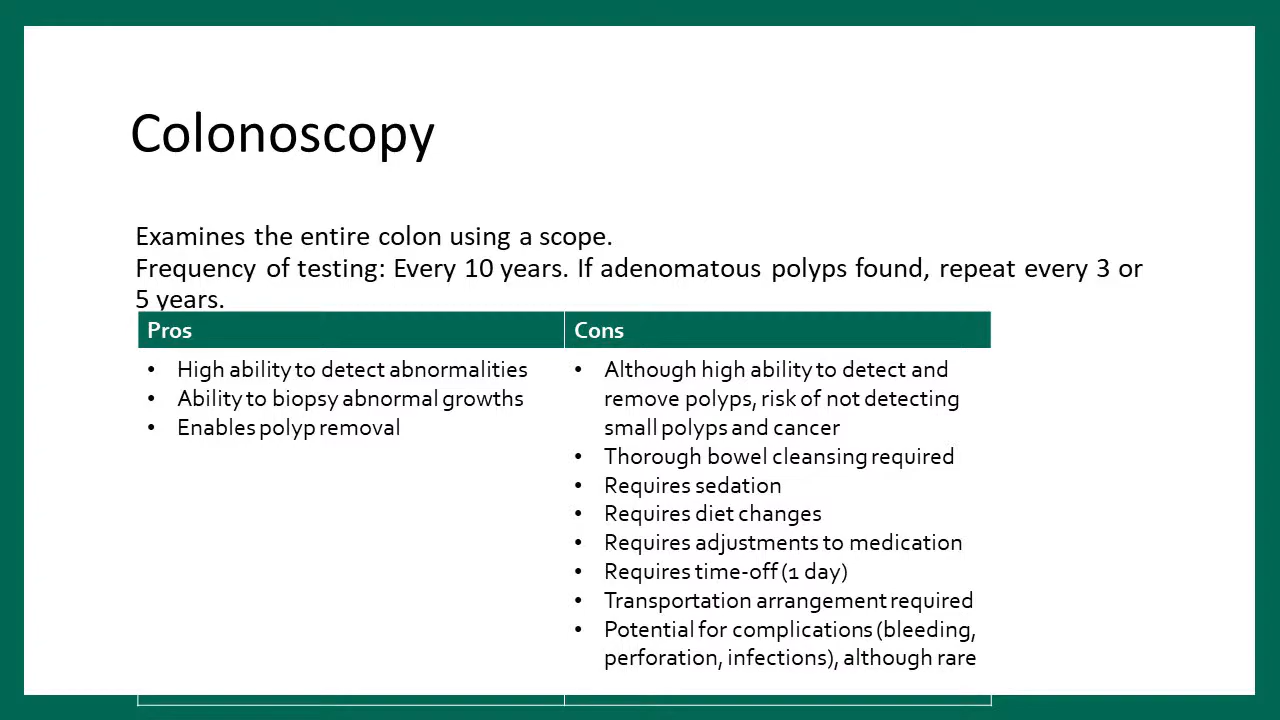 Colonoscopy
Examines the entire colon using a scope.
Frequency of testing: Every 10 years. If adenomatous polyps found, repeat every 3 or
5 years.
Pros
• High ability to detect abnormalities
• Ability to biopsy abnormal growths
• Enables polyp removal
Cons
• Although high ability to detect and
remove polyps, risk of not detecting
small polyps and cancer
• Thorough bowel cleansing required
• Requires sedation
• Requires diet changes
• Requires adjustments to medication
• Requires time-off (1 day)
• Transportation arrangement required
• Potential for complications (bleeding,
perforation, infections), although rare